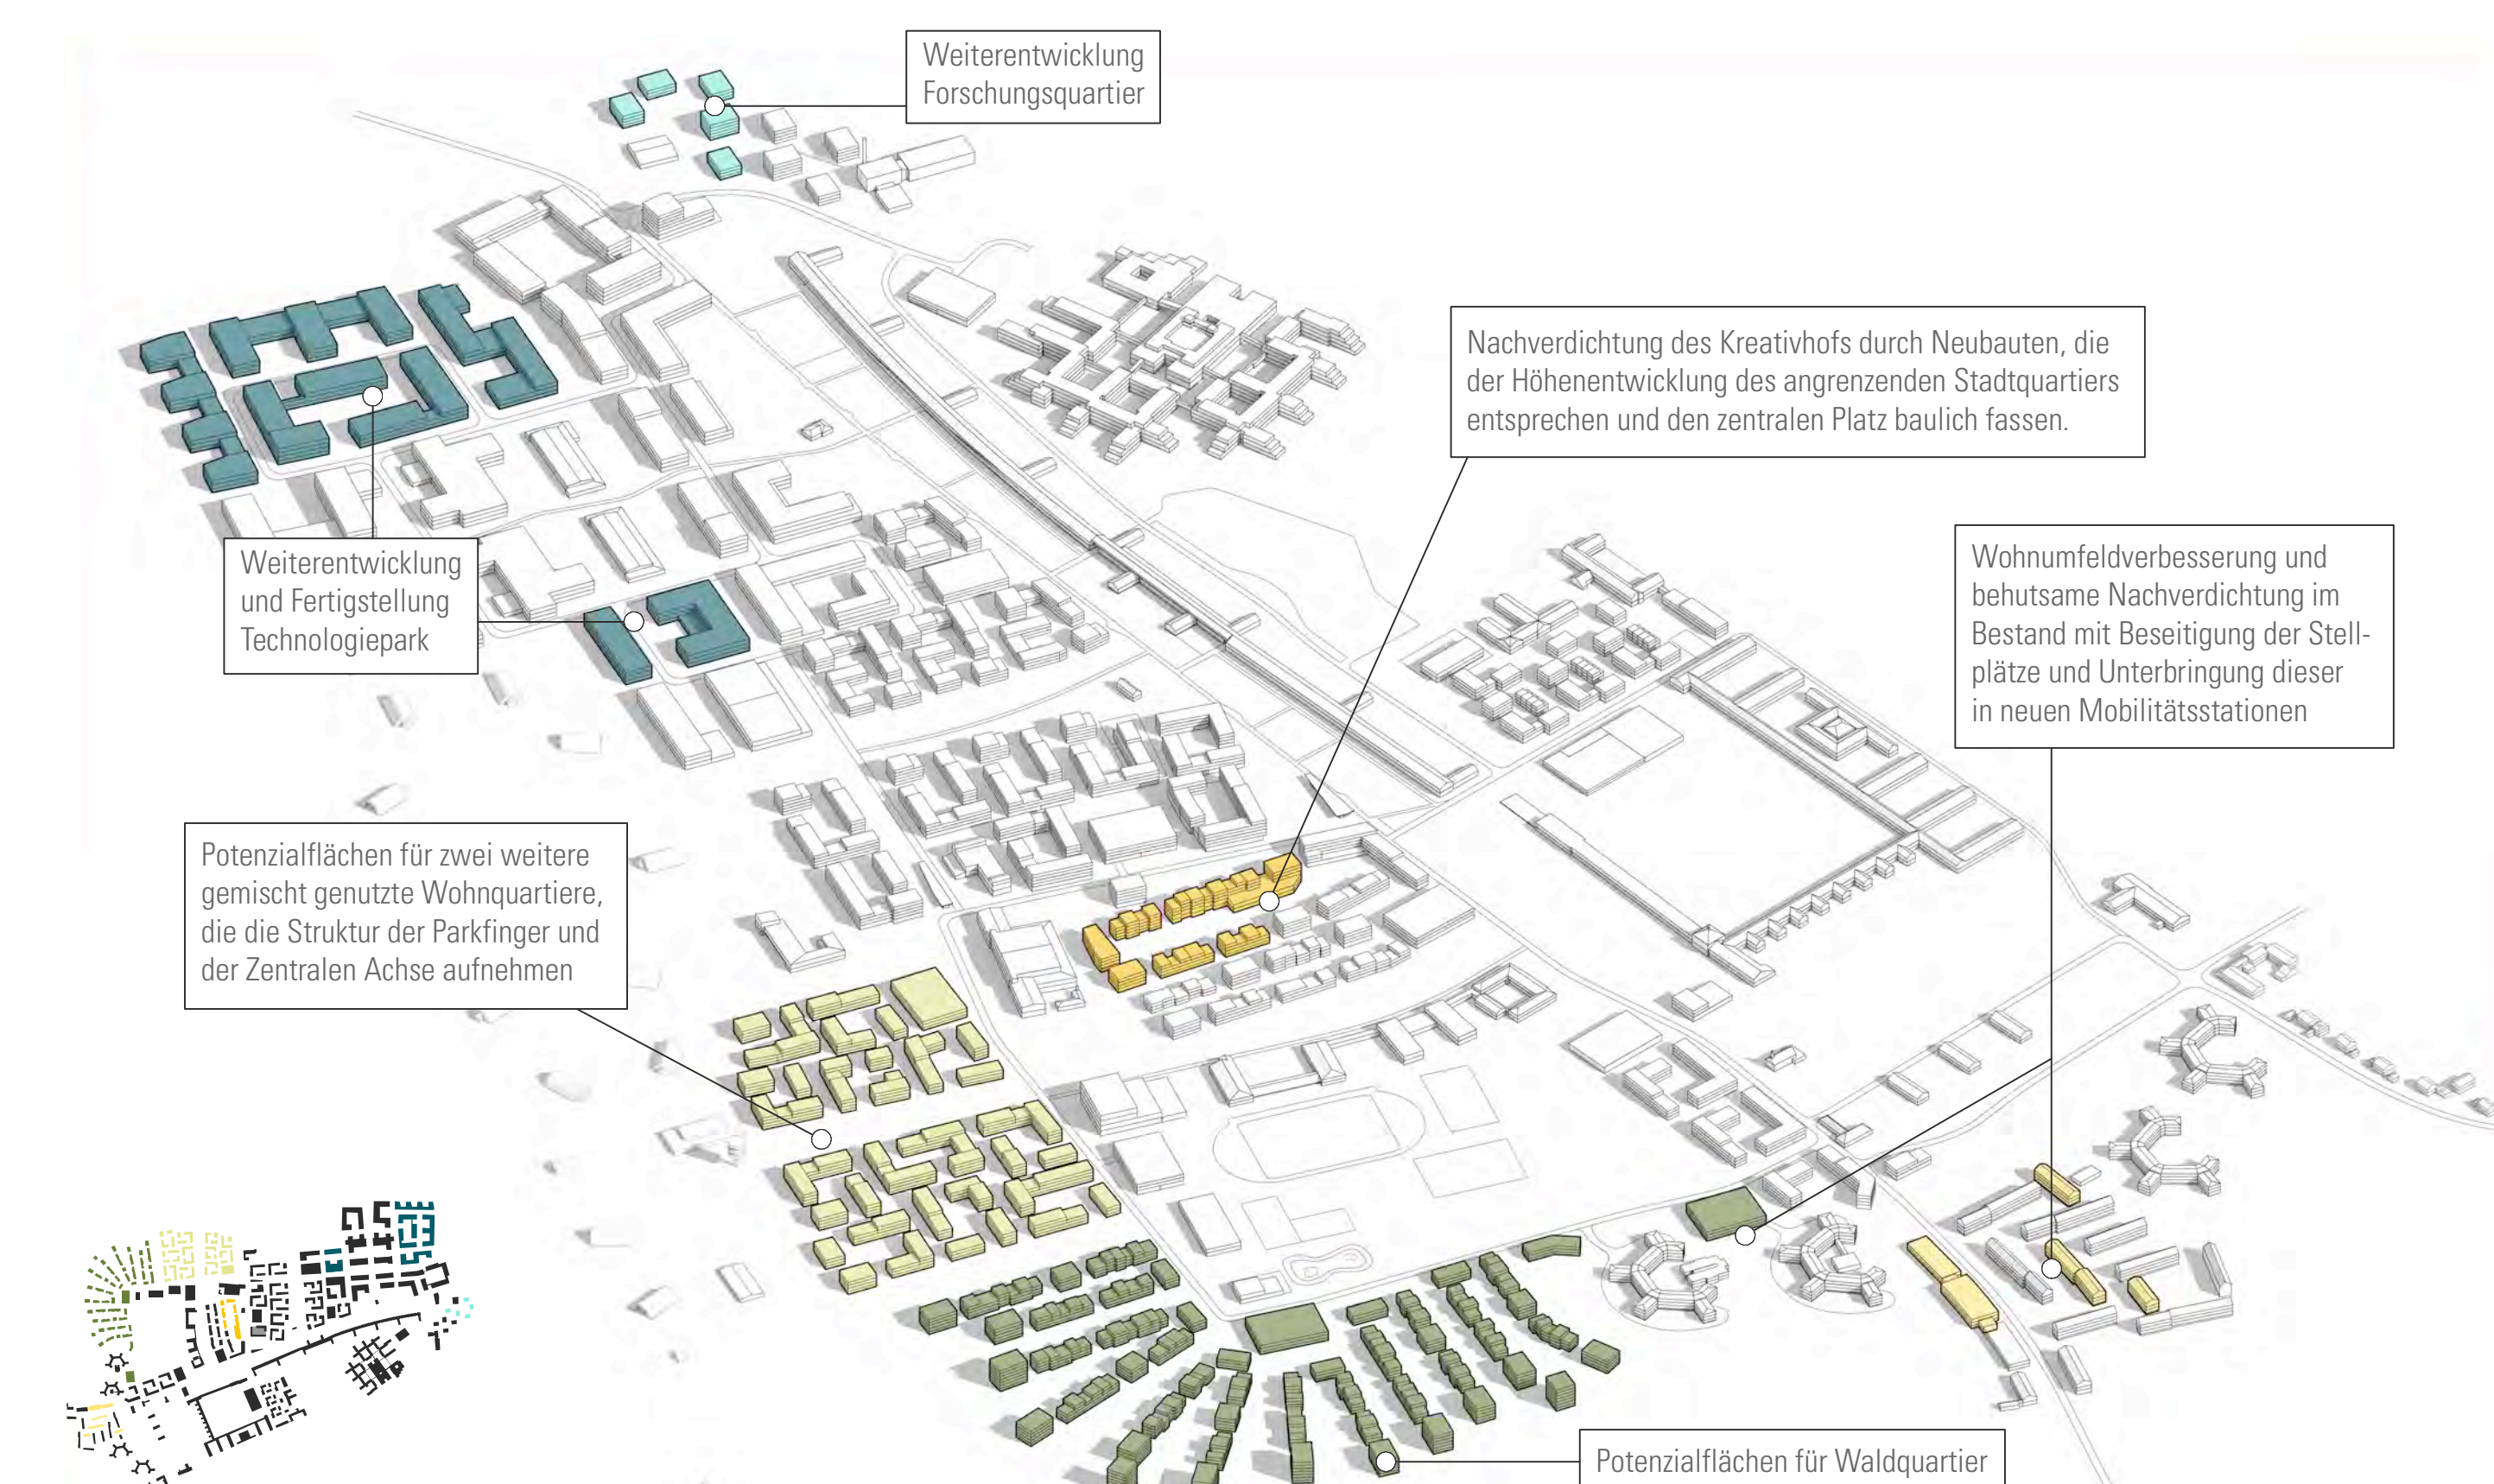 Weiterentwicklung
Forschungsquartier
Nachverdichtung des Kreativhofs durch Neubauten, die
der Höhenentwicklung des angrenzenden Stadtquartiers
entsprechen und den zentralen Platz baulich fassen.
Weiterentwicklung
und Fertigstellung
Technologiepark
Wohnumfeldverbesserung und
behutsame Nachverdichtung im
Bestand mit Beseitigung der Stell-
plätze und Unterbringung dieser
in neuen Mobilitätsstationen
Potenzialflächen für zwei weitere
gemischt genutzte Wohnquartiere,
die die Struktur der Parkfinger und
der Zentralen Achse aufnehmen
Potenzialflächen für Waldquartier